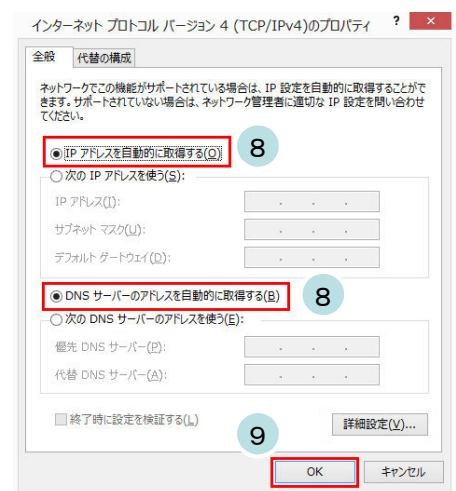 インターネット プロトコル バージョン 4 (TCP/IPv4)のプロパティ ? ×
全般 代替の構成
ネットワークでこの機能がサポートされている場合は、IP 設定を自動的に取得することがで
きます。サポートされていない場合は、ネットワーク管理者に適切な IP 設定を問い合わせ
てください。
IP アドレスを自動的に取得する(O) 8
次の IP アドレスを使う(S):
IP アドレス(I):
サブネット マスク(U):
デフォルト ゲートウェイ(D):
DNS サーバーのアドレスを自動的に取得する(B) 8
次の DNS サーバーのアドレスを使う(E):
優先 DNS サーバー(P):
代替 DNS サーバー(A):
終了時に設定を検証する(L) 詳細設定(V)...
9
OK キャンセル